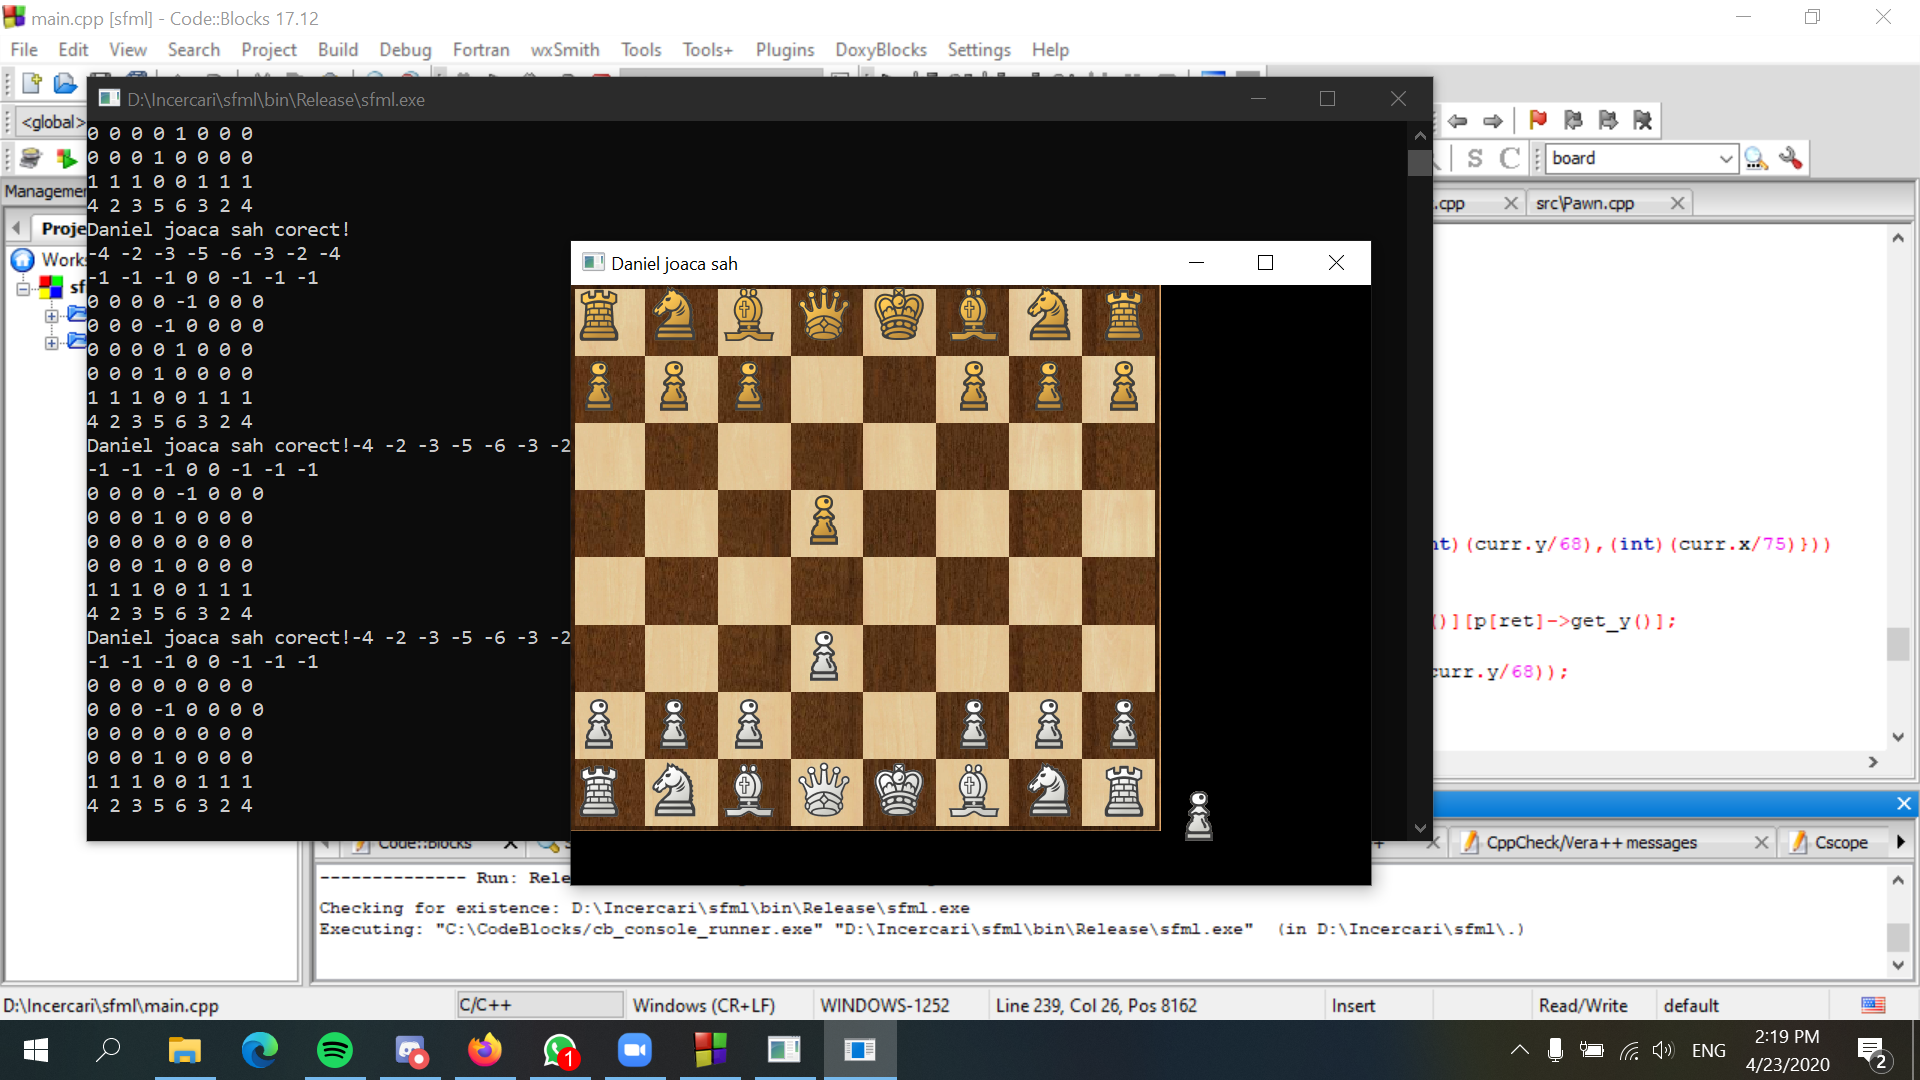 main.cpp [sfml] - Code::Blocks 17.12
File Edit View Search Project Build Debug Fortran wxSmith Tools Tools+ Plugins DoxyBlocks Settings Help
D:\Incercari\sfml\bin\Release\sfml.exe
<global>
S C
board
Managemen
.cpp
src\Pawn.cpp
Proje
Works
sf
0 0 0 0 1 0 0 0
0 0 0 1 0 0 0 0
1 1 1 0 0 1 1 1
4 2 3 5 6 3 2 4
Daniel joaca sah corect!
-4 -2 -3 -5 -6 -3 -2 -4
-1 -1 -1 0 0 -1 -1 -1
0 0 0 0 -1 0 0 0
0 0 0 -1 0 0 0 0
0 0 0 0 1 0 0 0
0 0 0 1 0 0 0 0
1 1 1 0 0 1 1 1
4 2 3 5 6 3 2 4
Daniel joaca sah corect!-4 -2 -3 -5 -6 -3 -2
-1 -1 -1 0 0 -1 -1 -1
0 0 0 0 -1 0 0 0
0 0 0 1 0 0 0 0
0 0 0 0 0 0 0 0
0 0 0 1 0 0 0 0
1 1 1 0 0 1 1 1
4 2 3 5 6 3 2 4
Daniel joaca sah corect!-4 -2 -3 -5 -6 -3 -2
-1 -1 -1 0 0 -1 -1 -1
0 0 0 0 0 0 0 0
0 0 0 -1 0 0 0 0
0 0 0 0 0 0 0 0
0 0 0 1 0 0 0 0
1 1 1 0 0 1 1 1
4 2 3 5 6 3 2 4
Daniel joaca sah
nt)(curr.y/68),(int)(curr.x/75)}))
)][p[ret]->get_y()];
curr.y/68));
Code::Blocks
CppCheck/Vera++ messages
Cscope
-------------- Run: Rele
Checking for existence: D:\Incercari\sfml\bin\Release\sfml.exe
Executing: "C:\CodeBlocks/cb_console_runner.exe" "D:\Incercari\sfml\bin\Release\sfml.exe" (in D:\Incercari\sfml\.)
D:\Incercari\sfml\main.cpp
C/C++
Windows (CR+LF)
WINDOWS-1252
Line 239, Col 26, Pos 8162
Insert
Read/Write
default
1
ENG
2:19 PM
4/23/2020
2